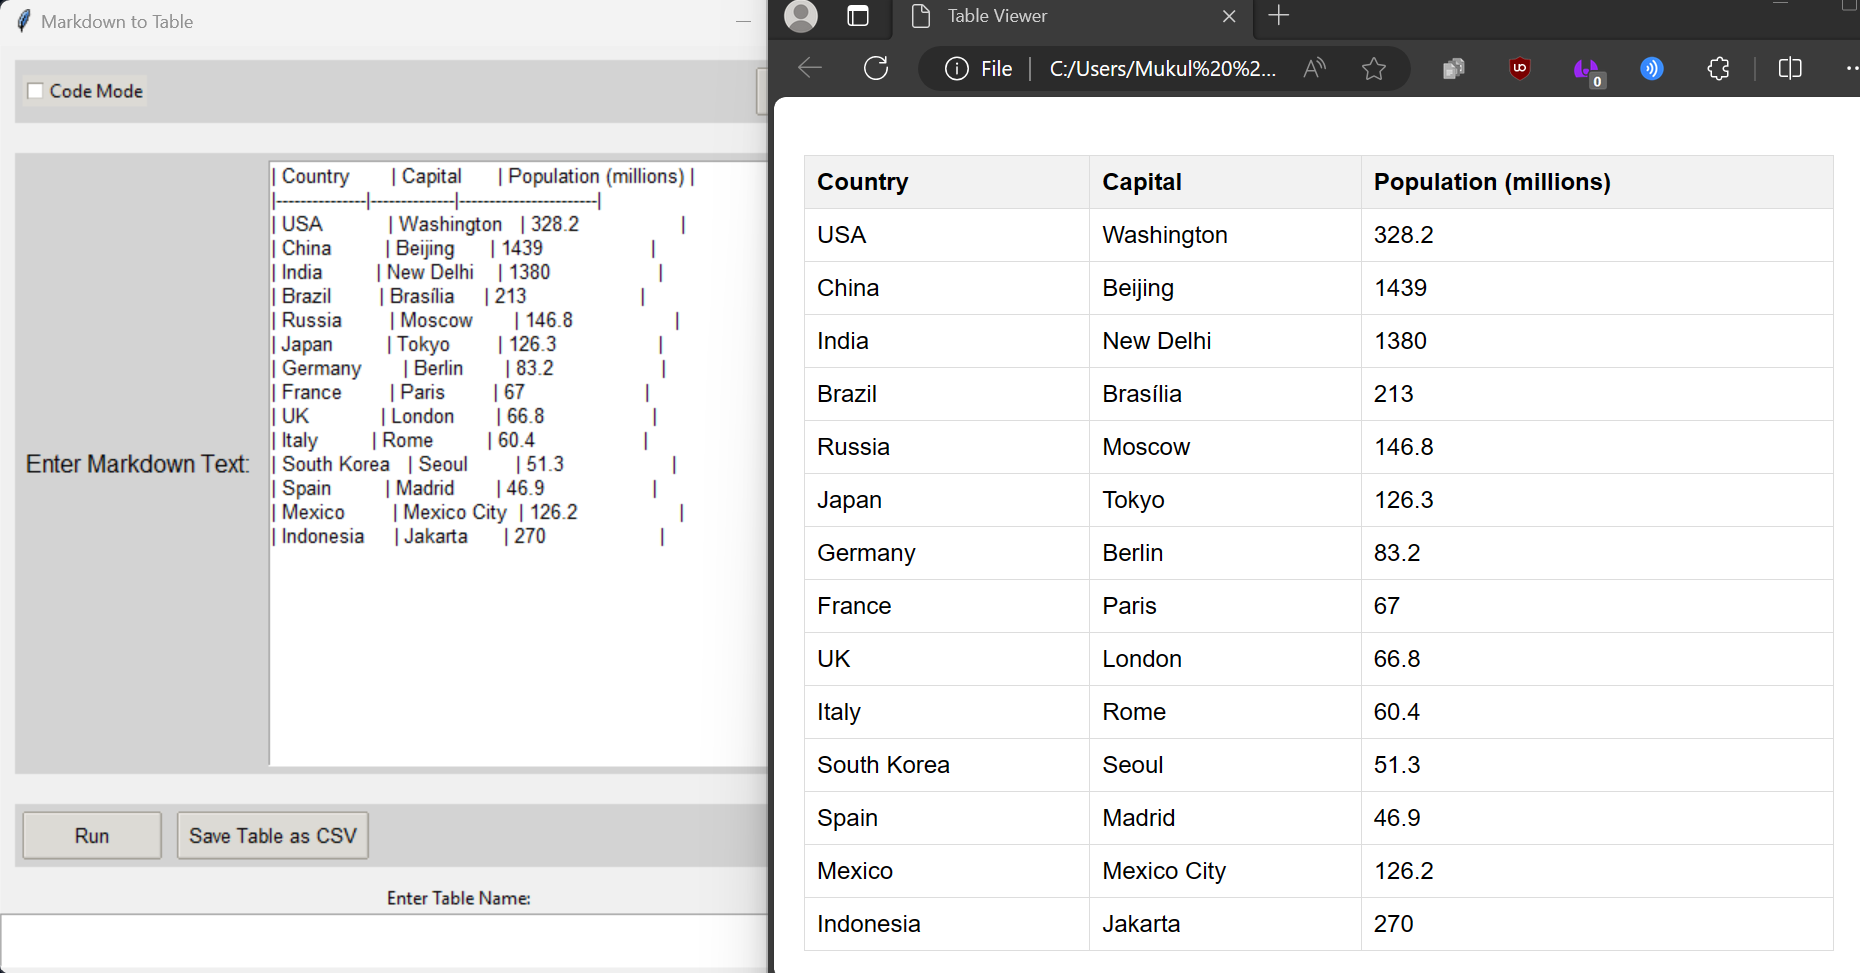 Markdown to Table
Code Mode
Enter Markdown Text:
| Country | Capital | Population (millions) |
|---------------|--------------|-----------------------|
| USA | Washington | 328.2 |
| China | Beijing | 1439 |
| India | New Delhi | 1380 |
| Brazil | Brasília | 213 |
| Russia | Moscow | 146.8 |
| Japan | Tokyo | 126.3 |
| Germany | Berlin | 83.2 |
| France | Paris | 67 |
| UK | London | 66.8 |
| Italy | Rome | 60.4 |
| South Korea | Seoul | 51.3 |
| Spain | Madrid | 46.9 |
| Mexico | Mexico City | 126.2 |
| Indonesia | Jakarta | 270 |
Run Save Table as CSV
Enter Table Name:
Table Viewer
File C:/Users/Mukul%20%2...
0
Country Capital Population (millions)
USA Washington 328.2
China Beijing 1439
India New Delhi 1380
Brazil Brasília 213
Russia Moscow 146.8
Japan Tokyo 126.3
Germany Berlin 83.2
France Paris 67
UK London 66.8
Italy Rome 60.4
South Korea Seoul 51.3
Spain Madrid 46.9
Mexico Mexico City 126.2
Indonesia Jakarta 270